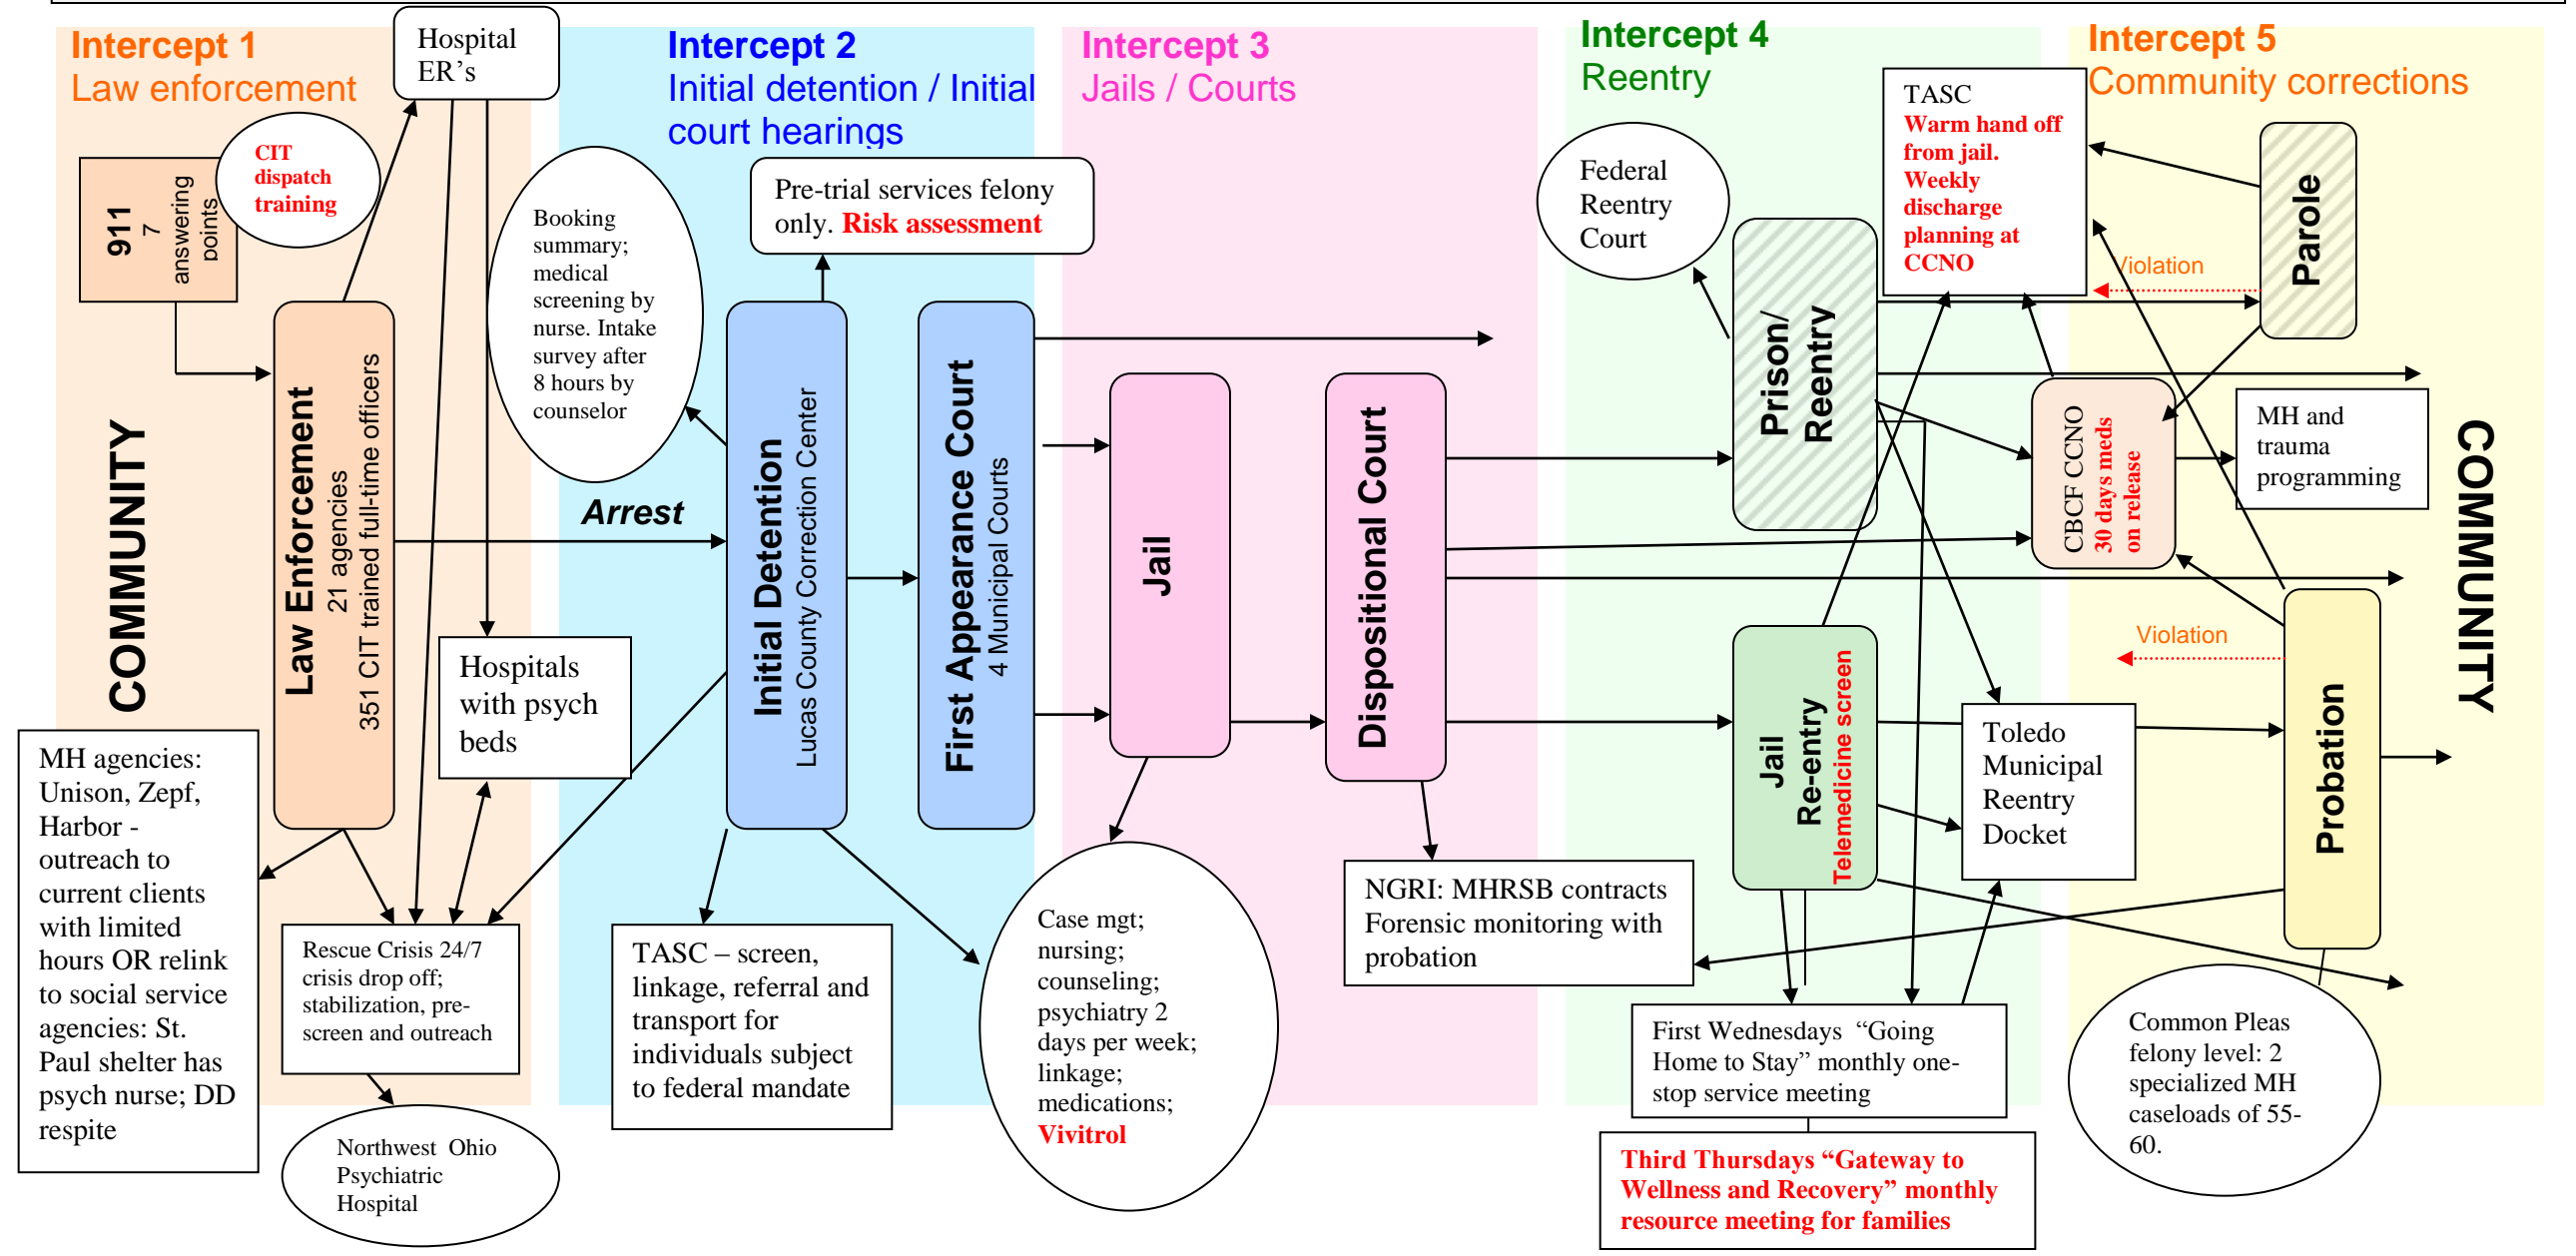 Intercept 1
Law enforcement
Hospital
ER’s
Intercept 2
Initial detention / Initial
court hearings
Intercept 3
Jails / Courts
Intercept 4
Reentry
Intercept 5
Community corrections
911
7
answering
points
CIT
dispatch
training
COMMUNITY
Law Enforcement
21 agencies
351 CIT trained full-time officers
MH agencies:
Unison, Zepf,
Harbor -
outreach to
current clients
with limited
hours OR relink
to social service
agencies: St.
Paul shelter has
psych nurse; DD
respite
Hospitals
with psych
beds
Rescue Crisis 24/7
crisis drop off;
stabilization, pre-
screen and outreach
Northwest Ohio
Psychiatric
Hospital
Booking
summary;
medical
screening by
nurse. Intake
survey after
8 hours by
counselor
Arrest
Pre-trial services felony
only. Risk assessment
Initial Detention
Lucas County Correction Center
First Appearance Court
4 Municipal Courts
TASC – screen,
linkage, referral and
transport for
individuals subject
to federal mandate
Jail
Case mgt;
nursing;
counseling;
psychiatry 2
days per week;
linkage;
medications;
Vivitrol
Dispositional Court
NGRI: MHRSB contracts
Forensic monitoring with
probation
Federal
Reentry
Court
Prison/
Reentry
TASC
Warm hand off
from jail.
Weekly
discharge
planning at
CCNO
Jail
Re-entry
Telemedicine screen
Toledo
Municipal
Reentry
Docket
First Wednesdays “Going
Home to Stay” monthly one-
stop service meeting
Third Thursdays “Gateway to
Wellness and Recovery” monthly
resource meeting for families
Parole
Violation
CBCF CCNO
30 days meds
on release
MH and
trauma
programming
Violation
Probation
Common Pleas
felony level: 2
specialized MH
caseloads of 55-
60.
COMMUNITY